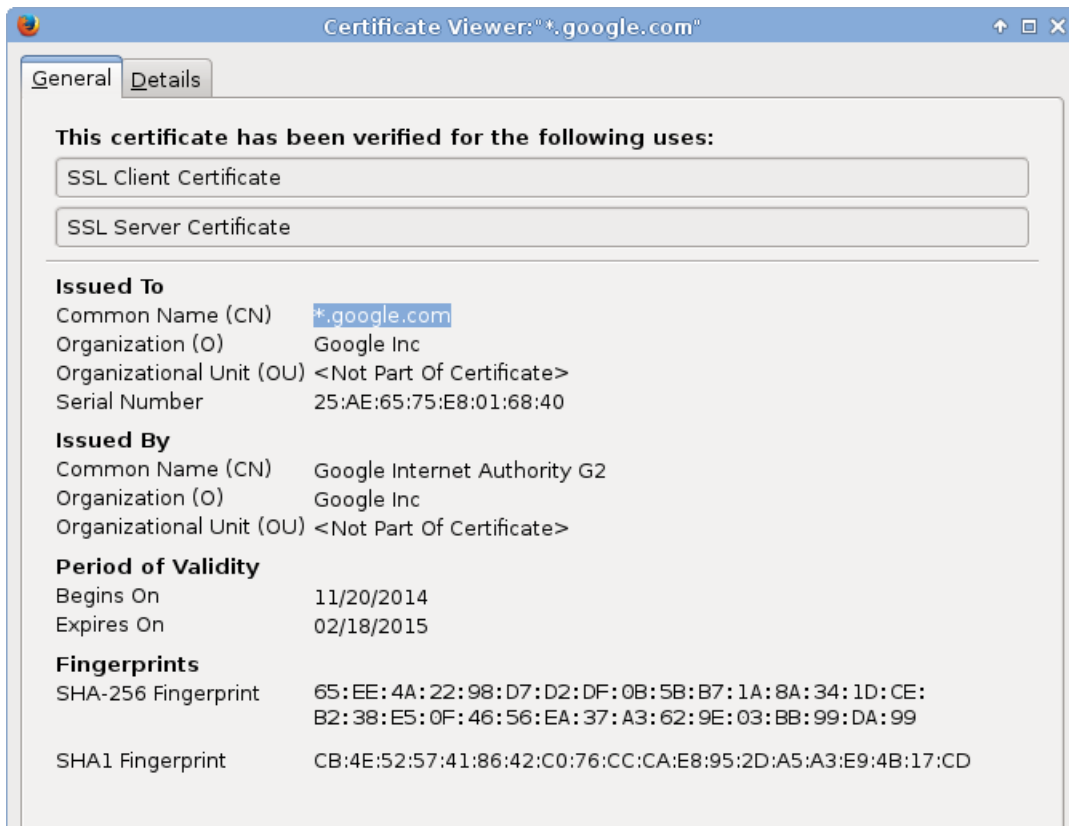 Certificate Viewer:"*.google.com"
General Details
This certificate has been verified for the following uses:
SSL Client Certificate
SSL Server Certificate
Issued To
Common Name (CN) *.google.com
Organization (O) Google Inc
Organizational Unit (OU) <Not Part Of Certificate>
Serial Number 25:AE:65:75:E8:01:68:40
Issued By
Common Name (CN) Google Internet Authority G2
Organization (O) Google Inc
Organizational Unit (OU) <Not Part Of Certificate>
Period of Validity
Begins On 11/20/2014
Expires On 02/18/2015
Fingerprints
SHA-256 Fingerprint 65:EE:4A:22:98:D7:D2:DF:0B:5B:B7:1A:8A:34:1D:CE:
B2:38:E5:0F:46:56:EA:37:A3:62:9E:03:BB:99:DA:99
SHA1 Fingerprint CB:4E:52:57:41:86:42:C0:76:CC:CA:E8:95:2D:A5:A3:E9:4B:17:CD